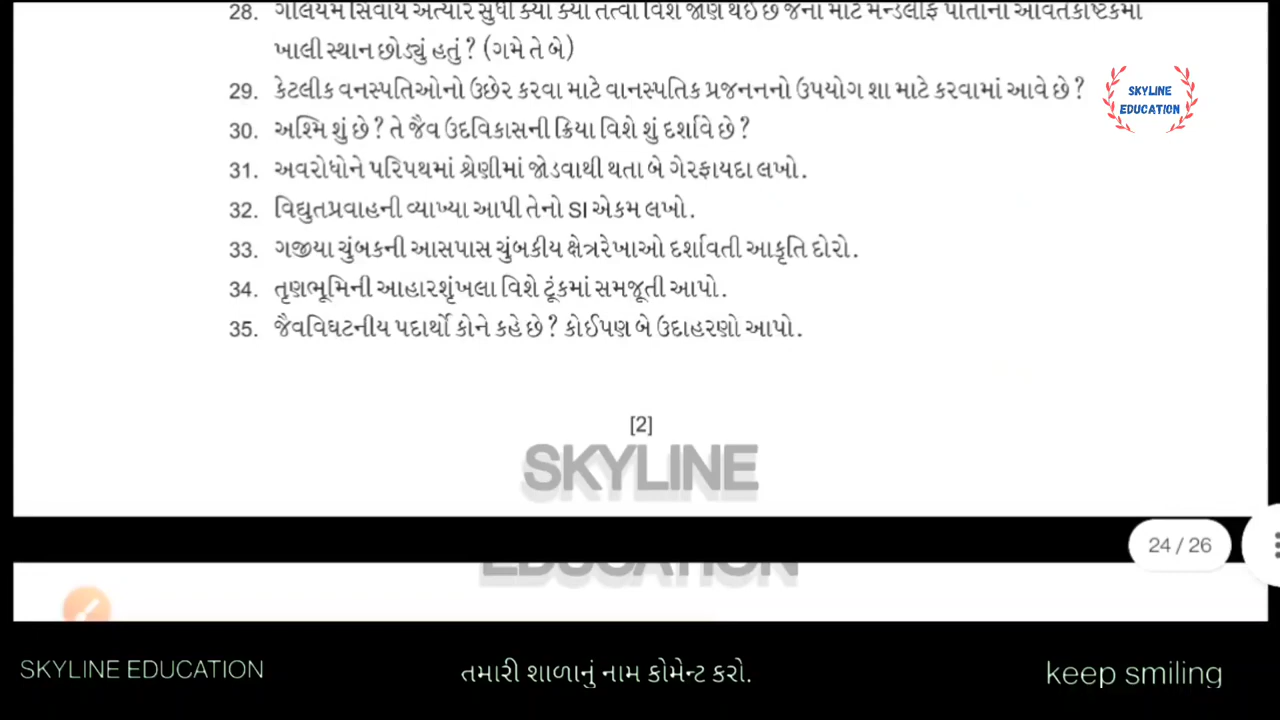 28. ગેલિયમ સિવાય અત્યાર સુધી ક્યા ક્યા તત્વો વિશે જાણ થઈ છે જેના માટે મેન્ડેલીફે પોતાના આવર્તકોષ્ટકમાં
ખાલી સ્થાન છોડ્યું હતું? (ગમે તે બે)
29. કેટલીક વનસ્પતિઓનો ઉછેર કરવા માટે વાનસ્પતિક પ્રજનનનો ઉપયોગ શા માટે કરવામાં આવે છે?
30. અશ્મિ શું છે? તે જૈવ ઉદવિકાસની ક્રિયા વિશે શું દર્શાવે છે?
31. અવરોધોને પરિપથમાં શ્રેણીમાં જોડવાથી થતા બે ગેરફાયદા લખો.
32. વિદ્યુતપ્રવાહની વ્યાખ્યા આપી તેનો SI એકમ લખો.
33. ગજીયા ચુંબકની આસપાસ ચુંબકીય ક્ષેત્રરેખાઓ દર્શાવતી આકૃતિ દોરો.
34. તૃણભૂમિની આહારશૃંખલા વિશે ટૂંકમાં સમજૂતી આપો.
35. જૈવવિઘટનીય પદાર્થો કોને કહે છે? કોઈપણ બે ઉદાહરણો આપો.
SKYLINE
EDUCATION
[2]
SKYLINE
24 / 26
EDUCATION
SKYLINE EDUCATION
તમારી શાળાનું નામ કોમેન્ટ કરો.
keep smiling